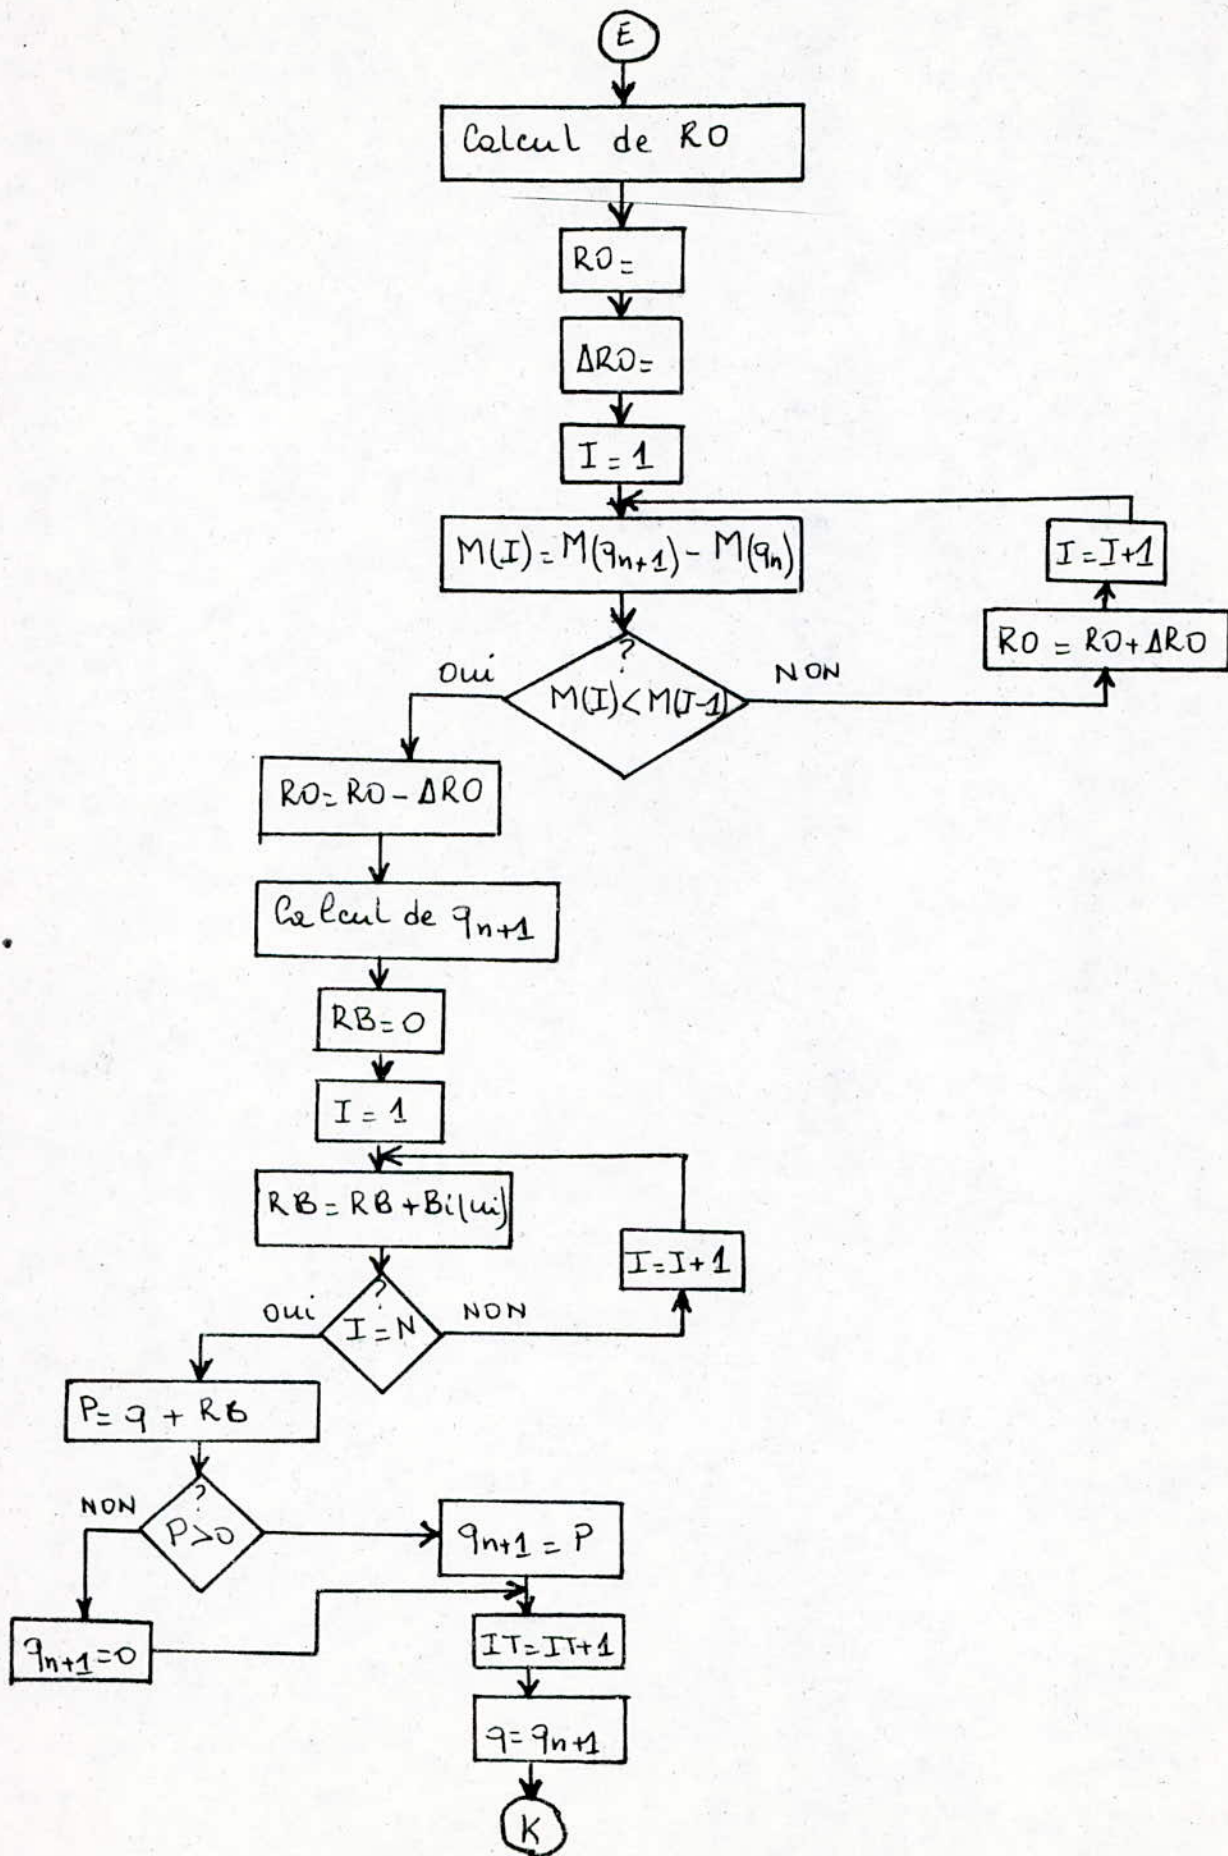 E
Calcul de RO
RO=
ΔRO=
I = 1
M(I) = M(qn+1) - M(qn)
I = I+1
RO = RO + ΔRO
?
OUI
NON
M(I) < M(I-1)
RO = RO - ΔRO
Calcul de qn+1
RB = 0
I = 1
RB = RB + Bi(ui)
I = I + 1
?
OUI
NON
I = N
P = q + RB
?
NON
P>0
qn+1 = P
qn+1 = 0
IT = IT+1
q = qn+1
K